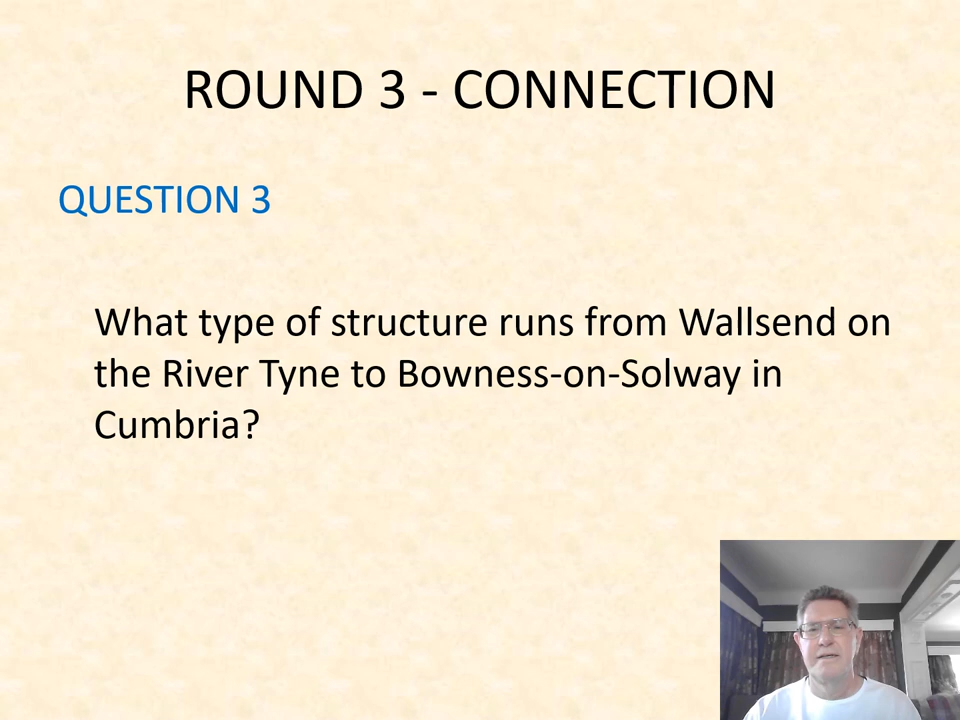 ROUND 3 - CONNECTION
QUESTION 3
What type of structure runs from Wallsend on
the River Tyne to Bowness-on-Solway in
Cumbria?